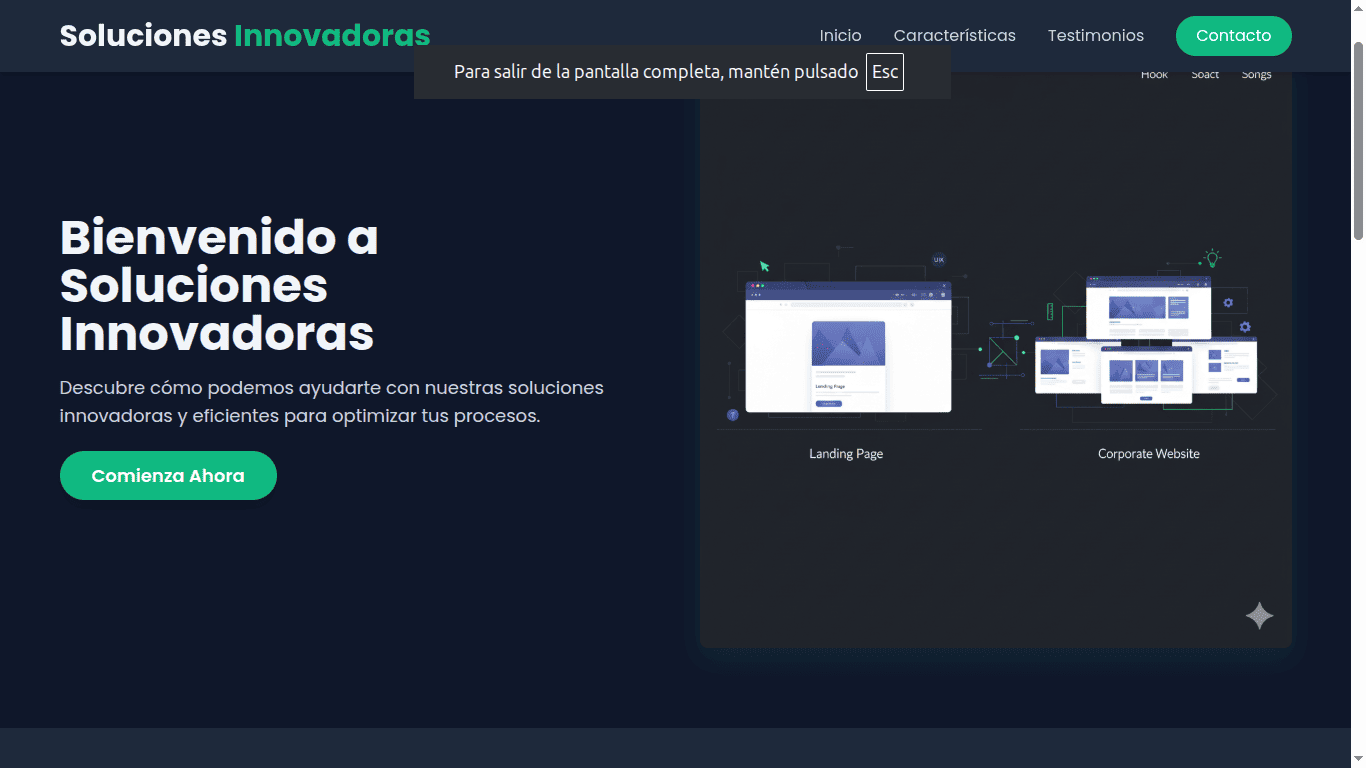 Soluciones Innovadoras
Inicio
Características
Testimonios
Contacto
Para salir de la pantalla completa, mantén pulsado Esc
Hook
Soact
Songs
Bienvenido a
Soluciones
Innovadoras
Descubre cómo podemos ayudarte con nuestras soluciones
innovadoras y eficientes para optimizar tus procesos.
Comienza Ahora
Landing Page
Landing Page
Corporate Website